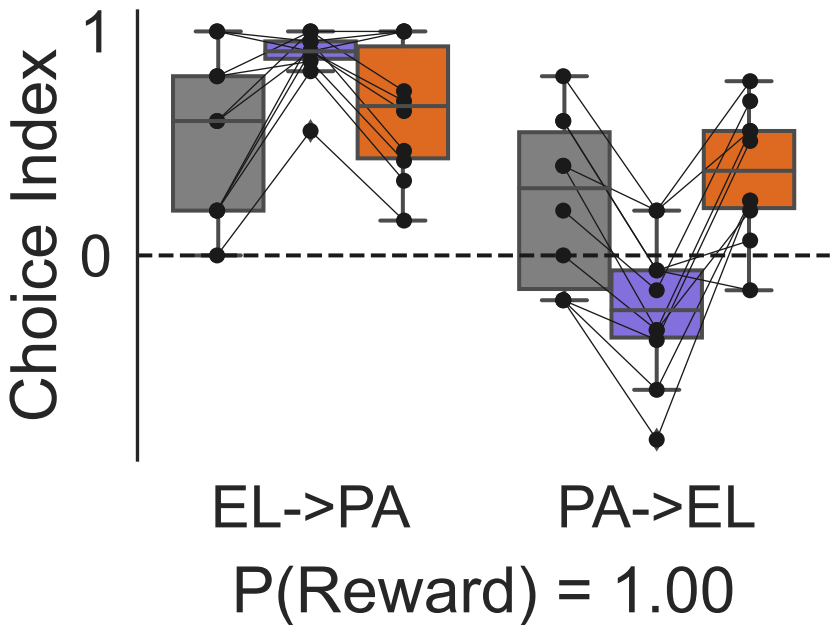 Choice Index
1
0
EL->PA
PA->EL
P(Reward) = 1.00